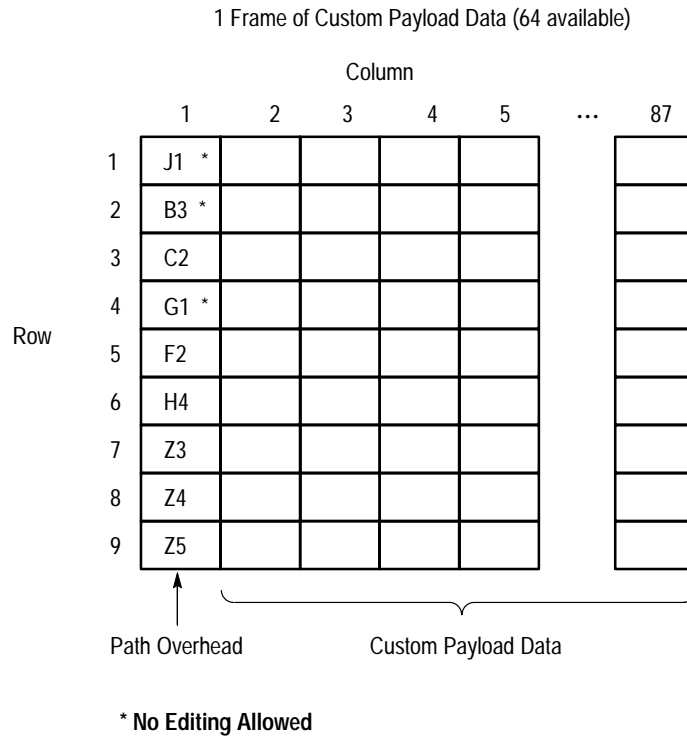 1 Frame of Custom Payload Data (64 available)
Column
1 2 3 4 5 ... 87
1 J1 *
2 B3 *
3 C2
4 G1 *
Row
5 F2
6 H4
7 Z3
8 Z4
9 Z5
Path Overhead Custom Payload Data
* No Editing Allowed